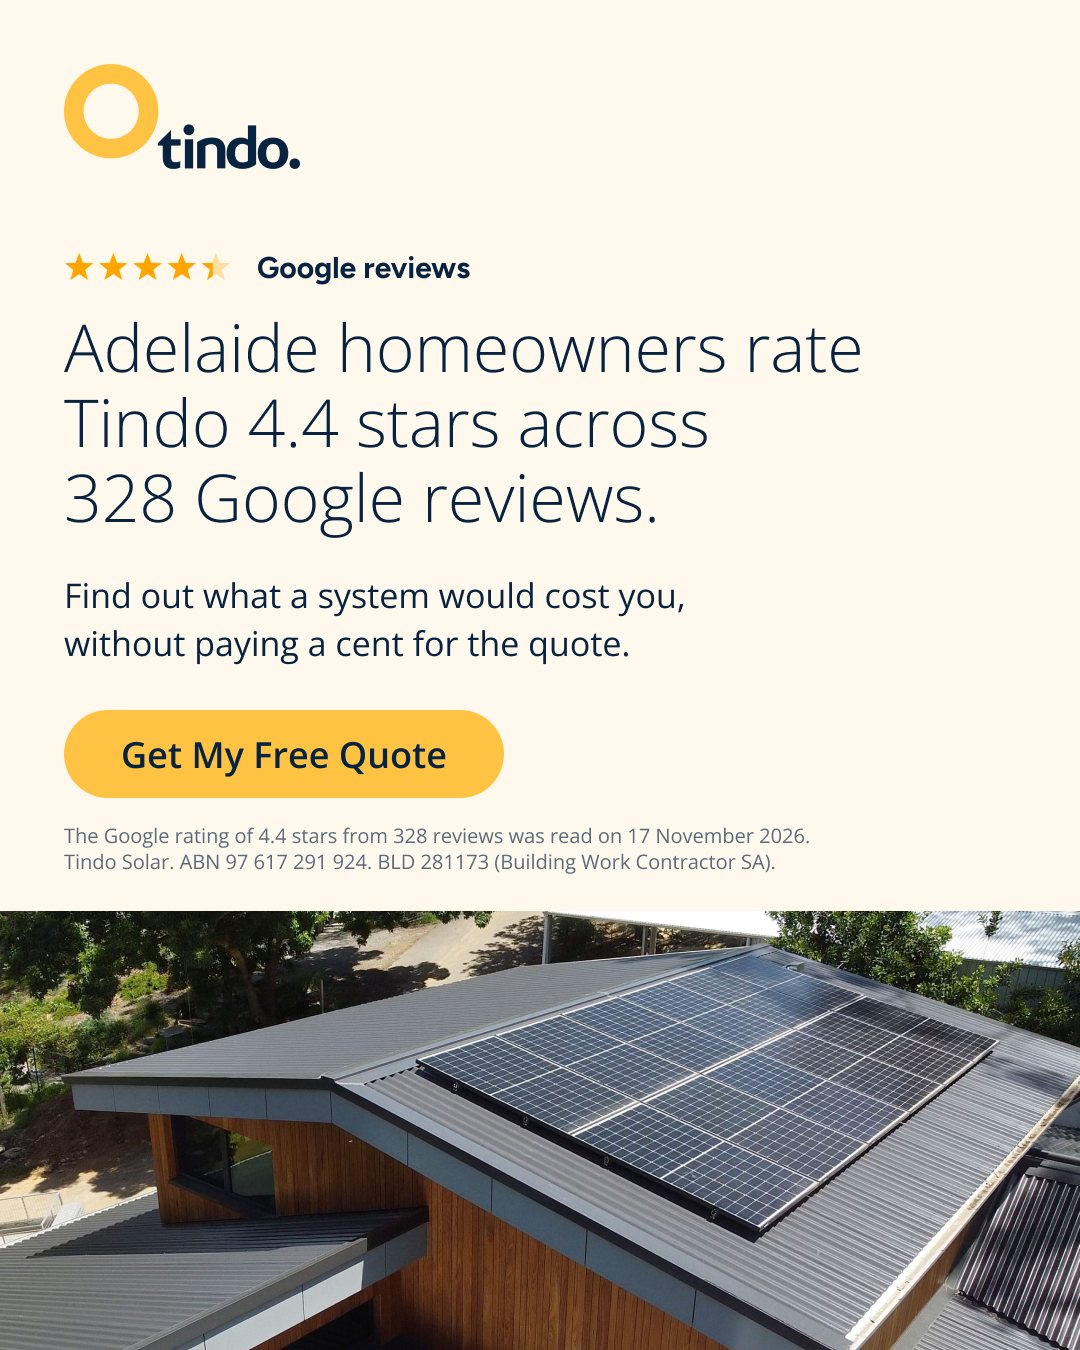 tindo.
Google reviews
Adelaide homeowners rate
Tindo 4.4 stars across
328 Google reviews.
Find out what a system would cost you,
without paying a cent for the quote.
Get My Free Quote
The Google rating of 4.4 stars from 328 reviews was read on 17 November 2026.
Tindo Solar. ABN 97 617 291 924. BLD 281173 (Building Work Contractor SA).